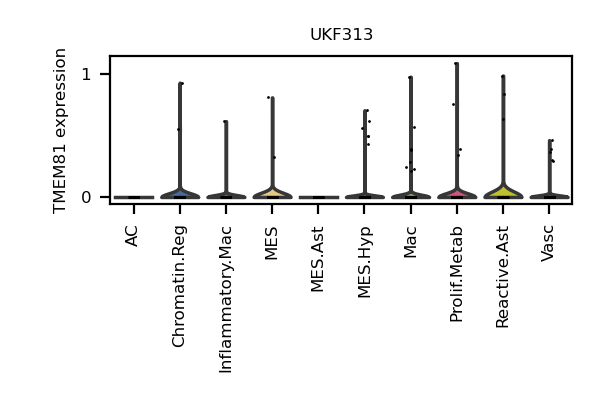 UKF313
TMEM81 expression
1
0
AC
Chromatin.Reg
Inflammatory.Mac
MES
MES.Ast
MES.Hyp
Mac
Prolif.Metab
Reactive.Ast
Vasc